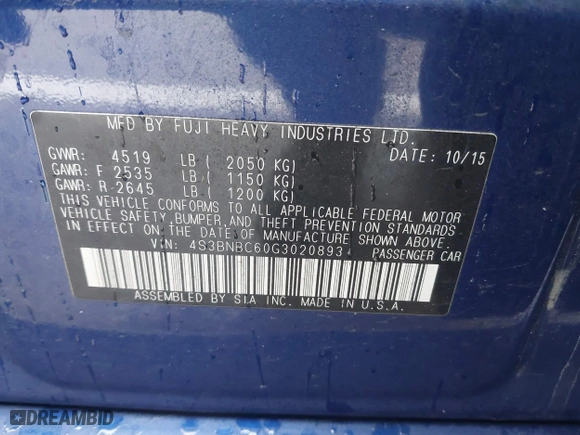 MFD BY FUJI HEAVY INDUSTRIES LTD.
GVWR: 4519 LB ( 2050 KG) DATE: 10/15
GAWR: F 2535 LB ( 1150 KG)
GAWR: R-2645 LB ( 1200 KG)
THIS VEHICLE CONFORMS TO ALL APPLICABLE FEDERAL MOTOR
VEHICLE SAFETY, BUMPER, AND THEFT PREVENTION STANDARDS
IN EFFECT ON THE DATE OF MANUFACTURE SHOWN ABOVE.
VIN: 4S3BNBC60G3020893 PASSENGER CAR
ASSEMBLED BY SIA INC. MADE IN U.S.A.
DREAMBID